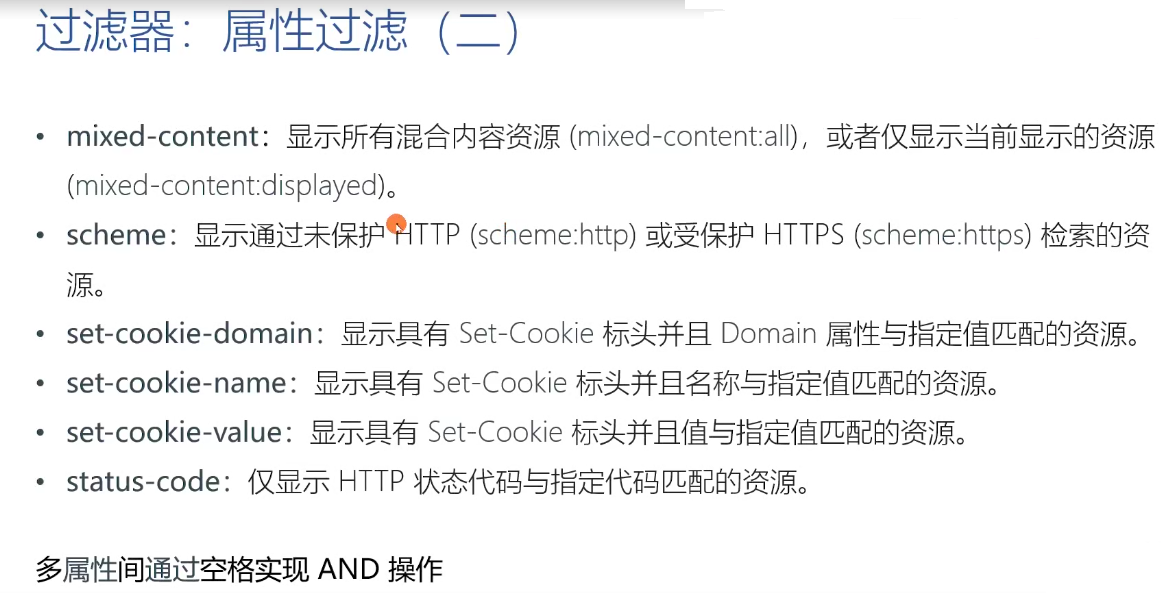 过滤器：属性过滤（二）
• mixed-content：显示所有混合内容资源 (mixed-content:all)，或者仅显示当前显示的资源
(mixed-content:displayed)。
• scheme：显示通过未保护 HTTP (scheme:http) 或受保护 HTTPS (scheme:https) 检索的资
源。
• set-cookie-domain：显示具有 Set-Cookie 标头并且 Domain 属性与指定值匹配的资源。
• set-cookie-name：显示具有 Set-Cookie 标头并且名称与指定值匹配的资源。
• set-cookie-value：显示具有 Set-Cookie 标头并且值与指定值匹配的资源。
• status-code：仅显示 HTTP 状态代码与指定代码匹配的资源。
多属性间通过空格实现 AND 操作